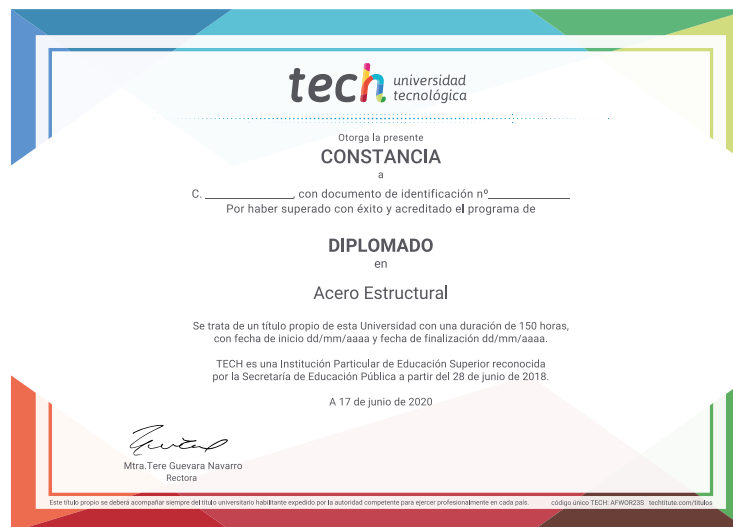 tech universidad
tecnológica
Otorga la presente
CONSTANCIA
a
C. ______________, con documento de identificación nº______________
Por haber superado con éxito y acreditado el programa de
DIPLOMADO
en
Acero Estructural
Se trata de un título propio de esta Universidad con una duración de 150 horas,
con fecha de inicio dd/mm/aaaa y fecha de finalización dd/mm/aaaa.
TECH es una Institución Particular de Educación Superior reconocida
por la Secretaría de Educación Pública a partir del 28 de junio de 2018.
A 17 de junio de 2020
Mtra.Tere Guevara Navarro
Rectora
Este título propio se deberá acompañar siempre del título universitario habilitante expedido por la autoridad competente para ejercer profesionalmente en cada país. código único TECH: AFWOR23S techtitute.com/titulos